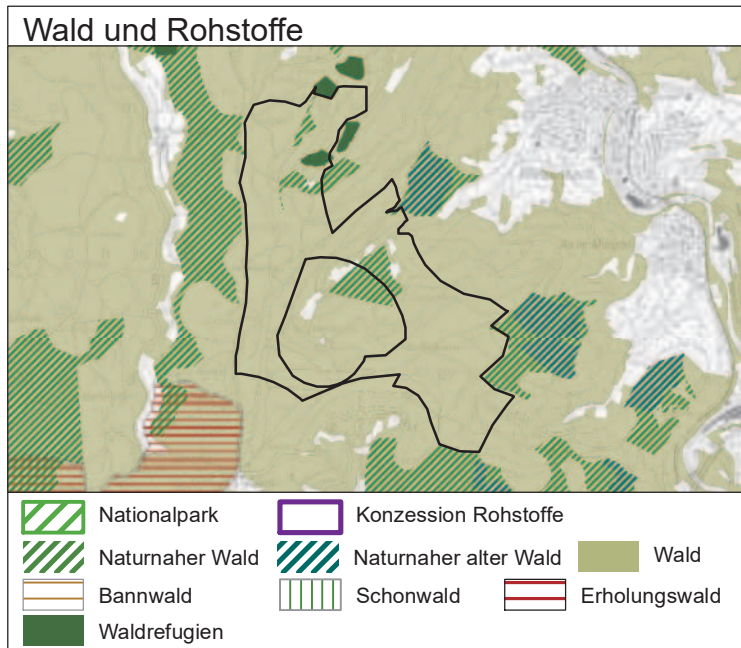 Wald und Rohstoffe
Nationalpark
Konzession Rohstoffe
Naturnaher Wald
Naturnaher alter Wald
Wald
Bannwald
Schonwald
Erholungswald
Waldrefugien